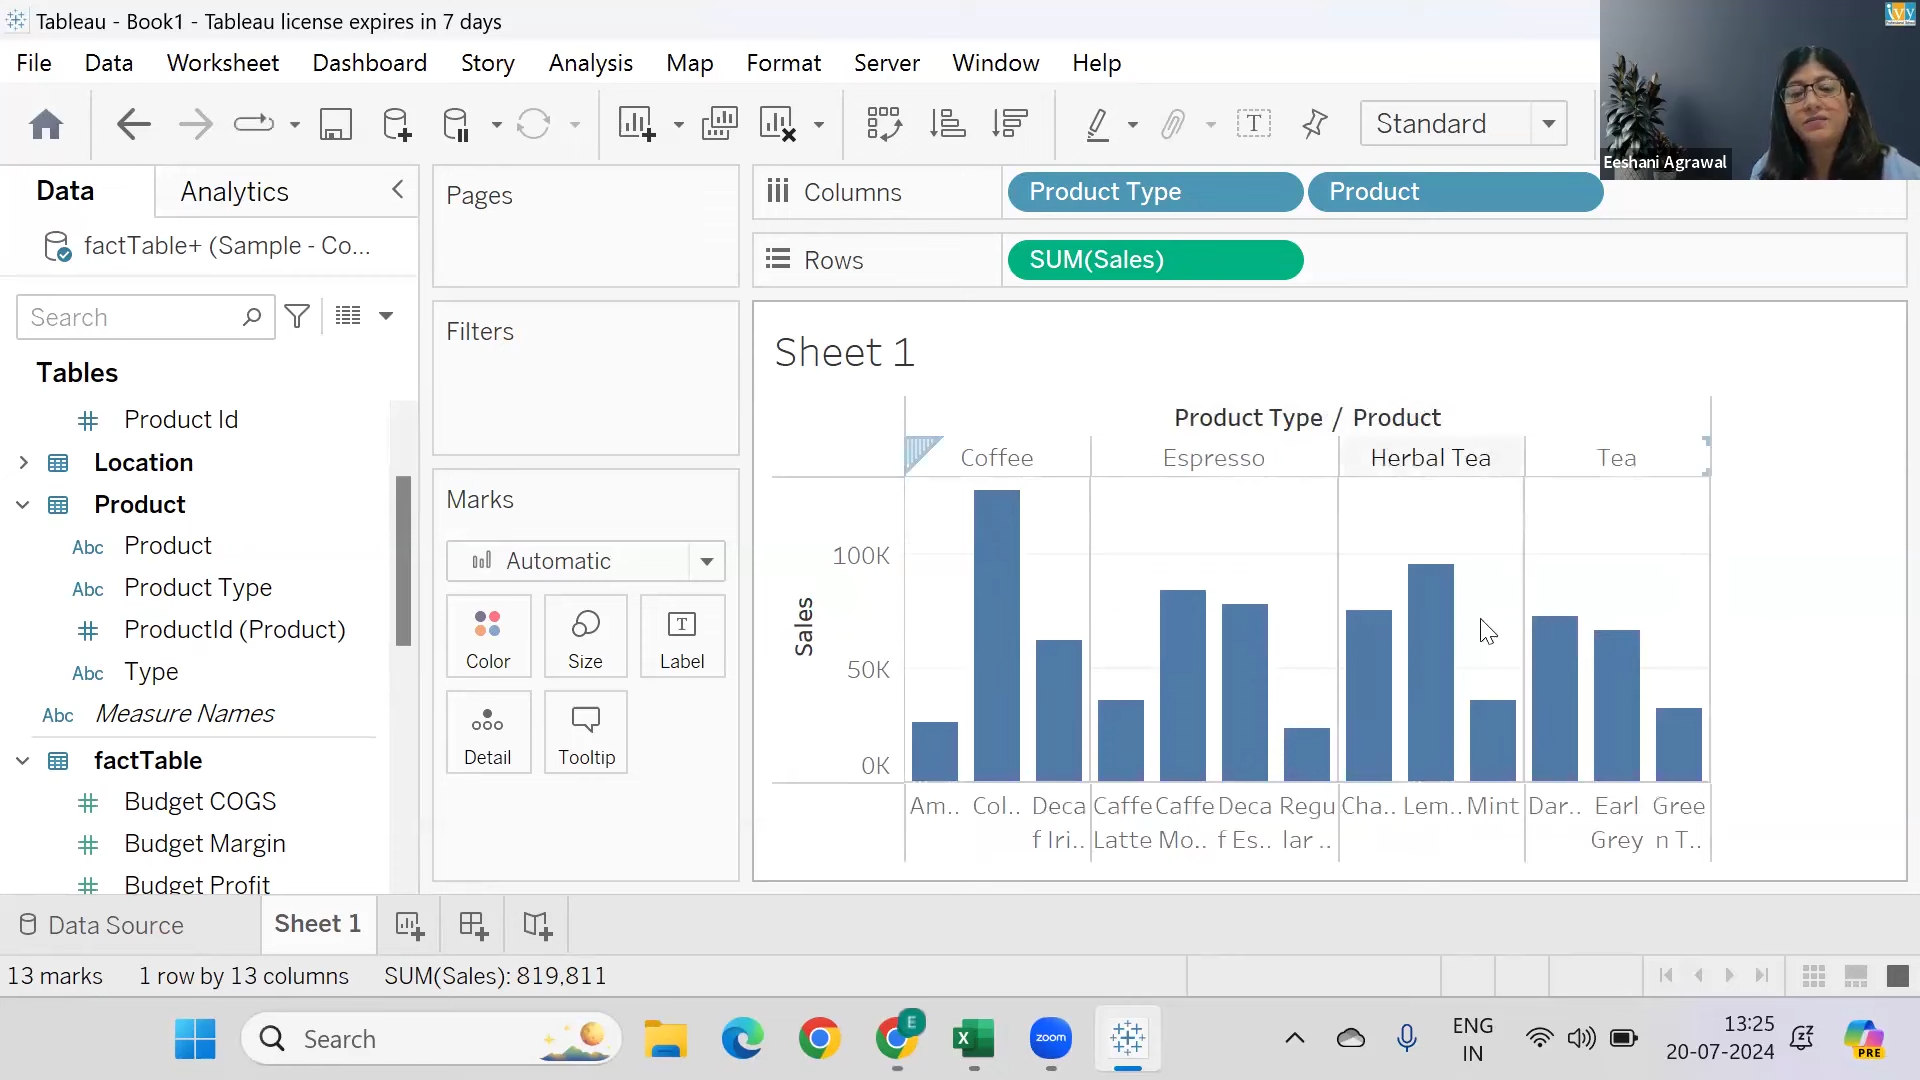 Tableau - Book1 - Tableau license expires in 7 days
File Data Worksheet Dashboard Story Analysis Map Format Server Window Help
Standard
ivy
Eeshani Agrawal
Data Analytics
factTable+ (Sample - Co...
Search
Tables
Product Id
Location
Product
Abc Product
Abc Product Type
ProductId (Product)
Abc Type
Abc Measure Names
factTable
Budget COGS
Budget Margin
Budget Profit
Pages
Filters
Marks
Automatic
Color Size Label
Detail Tooltip
Columns Product Type Product
Rows SUM(Sales)
Sheet 1
Product Type / Product
Coffee Espresso Herbal Tea Tea
100K
50K
0K
Sales
Am.. Col.. Deca Caffe Caffe Deca Regu Cha.. Lem.. Mint Dar.. Earl Gree
f Iri.. Latte Mo.. f Es.. lar .. Grey n T..
Data Source Sheet 1
13 marks 1 row by 13 columns SUM(Sales): 819,811
Search
E
zoom
ENG
IN
13:25
20-07-2024
PRE